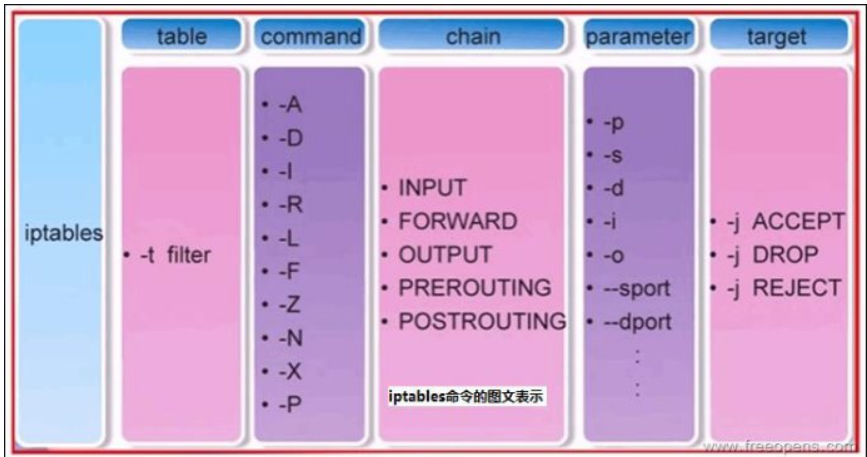 table
command
chain
parameter
target
iptables
• -t filter
• -A
• -D
• -I
• -R
• -L
• -F
• -Z
• -N
• -X
• -P
• INPUT
• FORWARD
• OUTPUT
• PREROUTING
• POSTROUTING
iptables命令的图文表示
• -p
• -s
• -d
• -i
• -o
• --sport
• --dport
:
:
• -j ACCEPT
• -j DROP
• -j REJECT
www.freeopens.com